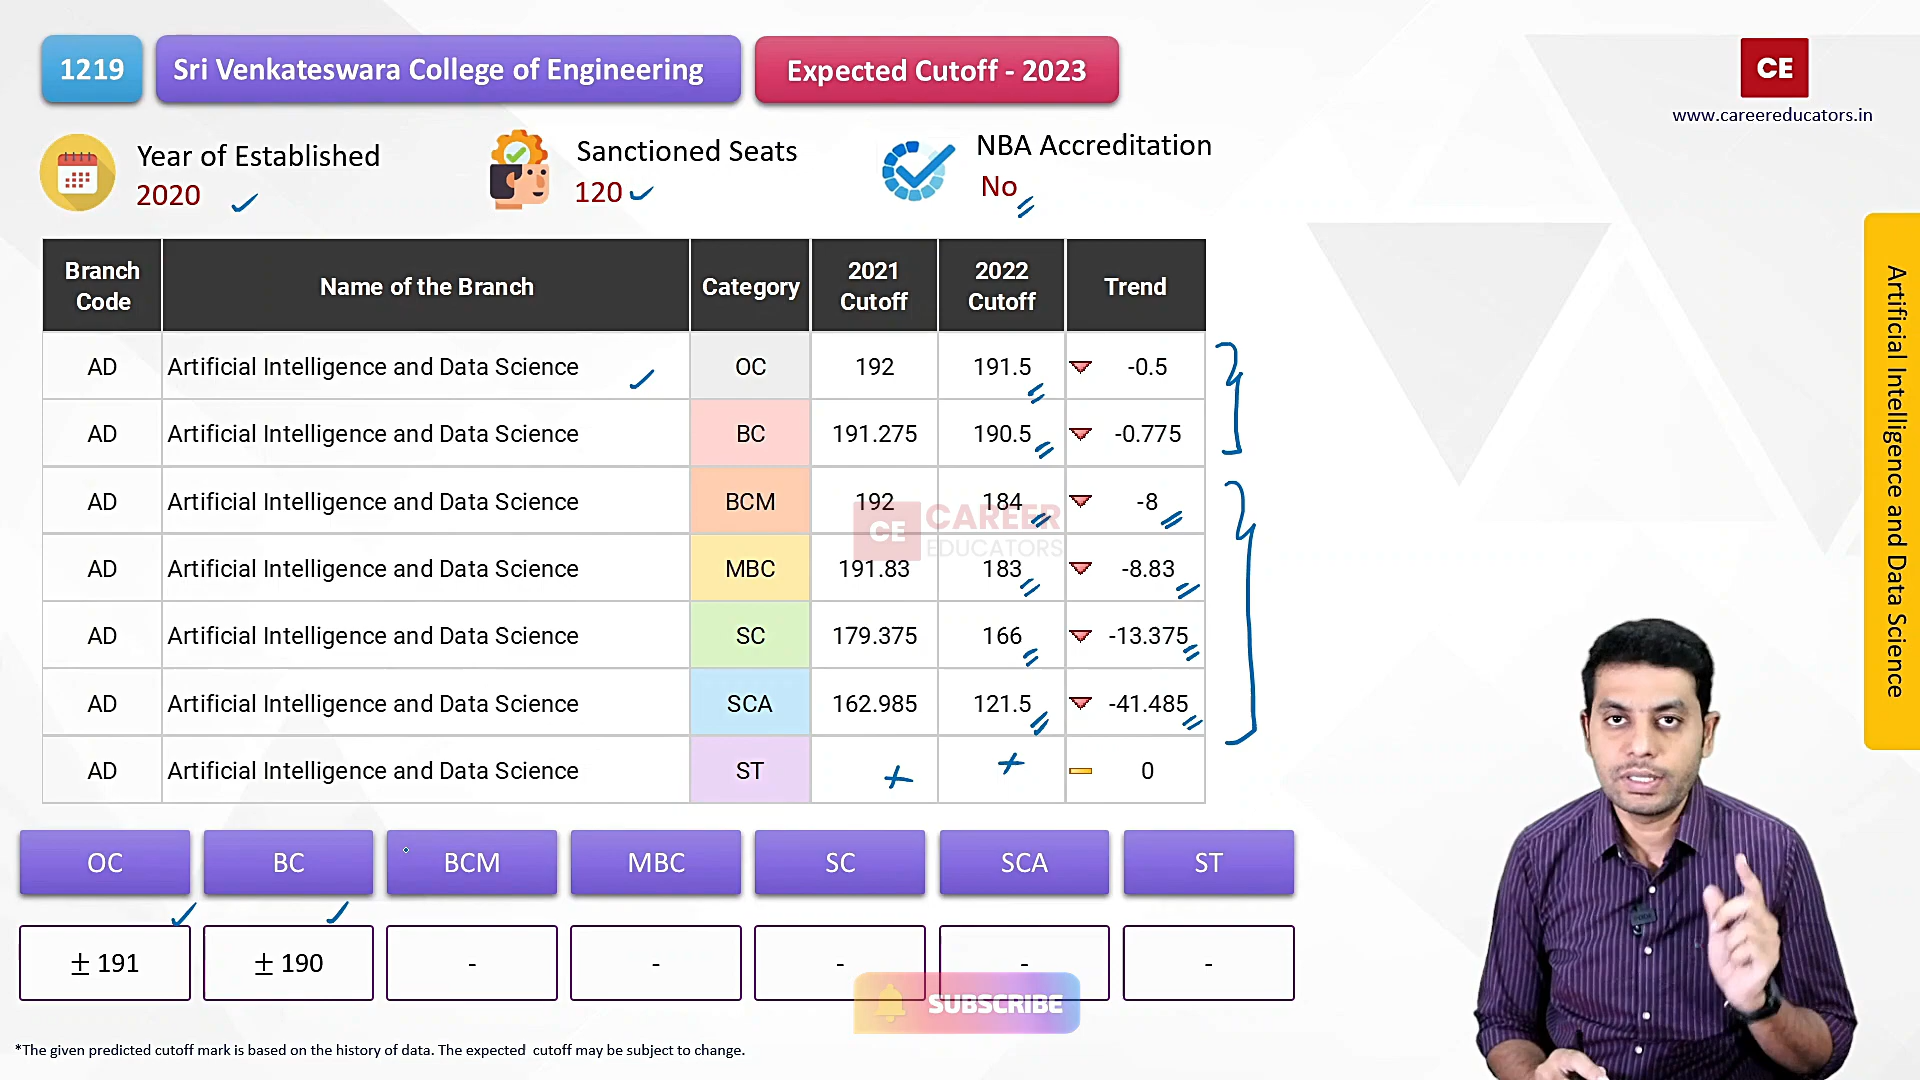 1219
Sri Venkateswara College of Engineering
Expected Cutoff - 2023
CE
www.careereducators.in
Year of Established
2020
Sanctioned Seats
120
NBA Accreditation
No
Branch Code Name of the Branch Category 2021 Cutoff 2022 Cutoff Trend
AD Artificial Intelligence and Data Science OC 192 191.5 -0.5
AD Artificial Intelligence and Data Science BC 191.275 190.5 -0.775
AD Artificial Intelligence and Data Science BCM 192 184 -8
AD Artificial Intelligence and Data Science MBC 191.83 183 -8.83
AD Artificial Intelligence and Data Science SC 179.375 166 -13.375
AD Artificial Intelligence and Data Science SCA 162.985 121.5 -41.485
AD Artificial Intelligence and Data Science ST 0
CE CAREER
EDUCATORS
OC BC BCM MBC SC SCA ST
± 191 ± 190 - - - - -
SUBSCRIBE
*The given predicted cutoff mark is based on the history of data. The expected cutoff may be subject to change.
Artificial Intelligence and Data Science